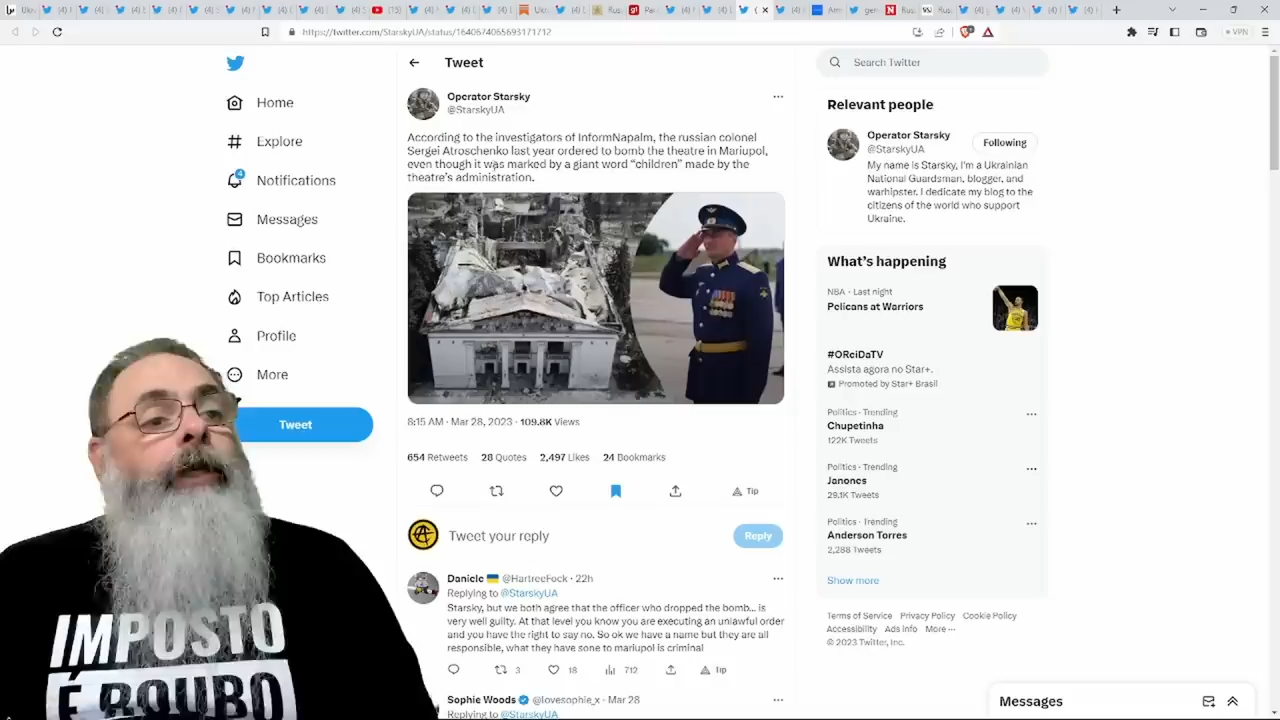 https://twitter.com/StarskyUA/status/1640674065693171712
VPN
Home
Explore
4
Notifications
Messages
Bookmarks
Top Articles
Profile
More
Tweet
Tweet
Operator Starsky
@StarskyUA
According to the investigators of InformNapalm, the russian colonel
Sergei Atroschenko last year ordered to bomb the theatre in Mariupol,
even though it was marked by a giant word “children” made by the
theatre's administration.
8:15 AM · Mar 28, 2023 · 109.8K Views
654 Retweets 28 Quotes 2,497 Likes 24 Bookmarks
Tip
Tweet your reply
Reply
Daniele @HartreeFock · 22h
Replying to @StarskyUA
Starsky, but we both agree that the officer who dropped the bomb... is
very well guilty. At that level you know you are executing an unlawful order
and you have the right to say no. So ok we have a name but they are all
responsible, what they have sone to mariupol is criminal
3 18 712 Tip
Sophie Woods @lovesophie_x · Mar 28
Replying to @StarskyUA
Search Twitter
Relevant people
Operator Starsky
@StarskyUA
Following
My name is Starsky, I'm a Ukrainian
National Guardsman, blogger, and
warhipster. I dedicate my blog to the
citizens of the world who support
Ukraine.
What's happening
NBA · Last night
Pelicans at Warriors
#OReiDaTV
Assista agora no Star+.
Promoted by Star+ Brasil
Politics · Trending
Chupetinha
122K Tweets
Politics · Trending
Janones
29.1K Tweets
Politics · Trending
Anderson Torres
2,288 Tweets
Show more
Terms of Service Privacy Policy Cookie Policy
Accessibility Ads info More ···
© 2023 Twitter, Inc.
Messages
IMPOSTO
É ROUBO